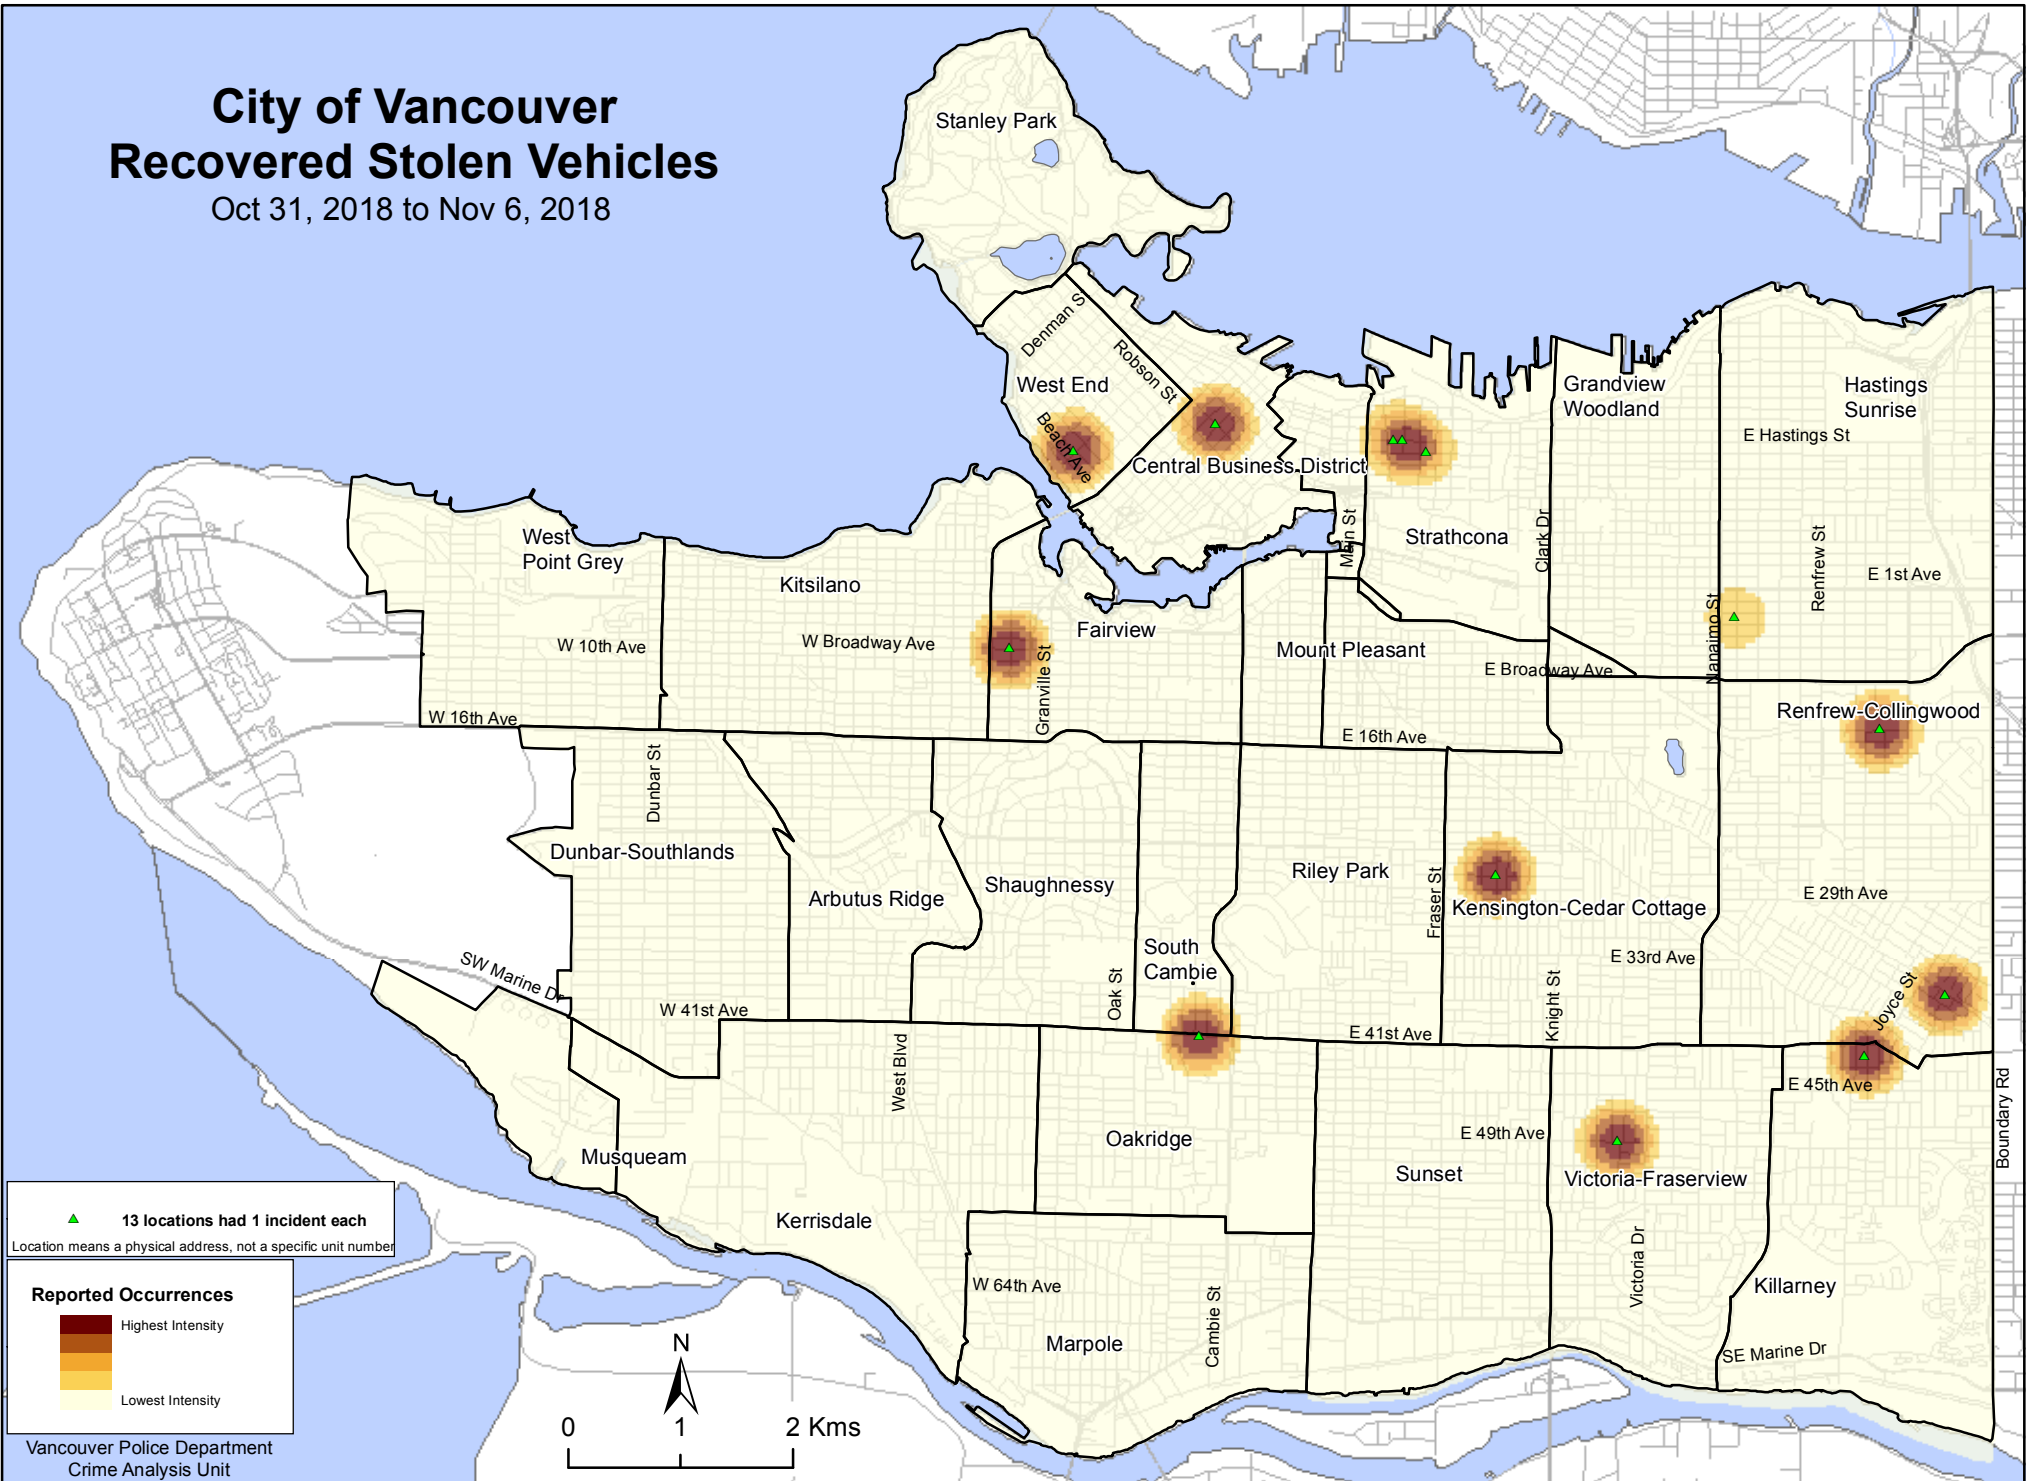 City of Vancouver
Recovered Stolen Vehicles
Oct 31, 2018 to Nov 6, 2018
Stanley Park
Denman S
Robson St
West End
Beach Ave
Central Business District
Grandview
Woodland
Hastings
Sunrise
E Hastings St
West
Point Grey
Kitsilano
Main St
Strathcona
Clark Dr
Nanaimo St
Renfrew St
E 1st Ave
W 10th Ave
W Broadway Ave
Granville St
Fairview
Mount Pleasant
E Broadway Ave
W 16th Ave
E 16th Ave
Renfrew-Collingwood
Dunbar St
Dunbar-Southlands
Arbutus Ridge
Shaughnessy
Riley Park
Fraser St
Kensington-Cedar Cottage
E 29th Ave
South
Cambie
Oak St
E 33rd Ave
Knight St
Joyce St
SW Marine Dr
W 41st Ave
E 41st Ave
West Blvd
E 45th Ave
Boundary Rd
Musqueam
Oakridge
E 49th Ave
Sunset
Victoria-Fraserview
Kerrisdale
Victoria Dr
W 64th Ave
Cambie St
Killarney
Marpole
SE Marine Dr
13 locations had 1 incident each
Location means a physical address, not a specific unit number
Reported Occurrences
Highest Intensity
Lowest Intensity
N
0 1 2 Kms
Vancouver Police Department
Crime Analysis Unit